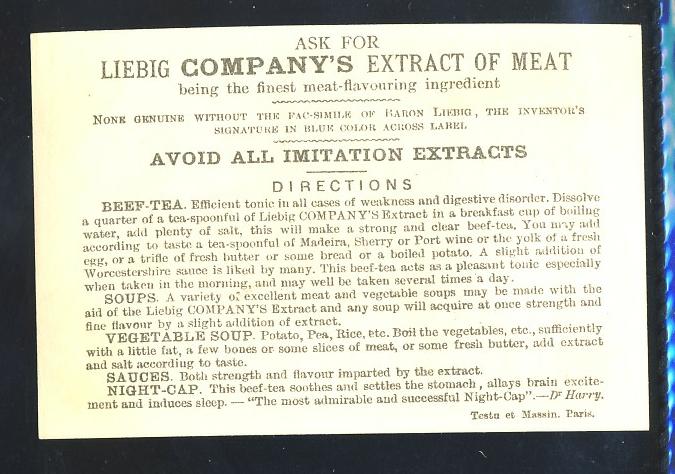 ASK FOR
LIEBIG COMPANY'S EXTRACT OF MEAT
being the finest meat-flavouring ingredient
NONE GENUINE WITHOUT THE FAC-SIMILE OF BARON LIEBIG, THE INVENTOR'S
SIGNATURE IN BLUE COLOR ACROSS LABEL
AVOID ALL IMITATION EXTRACTS
DIRECTIONS
BEEF-TEA. Efficient tonic in all cases of weakness and digestive disorder. Dissolve
a quarter of a tea-spoonful of Liebig COMPANY'S Extract in a breakfast cup of boiling
water, add plenty of salt, this will make a strong and clear beef-tea. You may add
according to taste a tea-spoonful of Madeira, Sherry or Port wine or the yolk of a fresh
egg, or a trifle of fresh butter or some bread or a boiled potato. A slight addition of
Worcestershire sauce is liked by many. This beef-tea acts as a pleasant tonic especially
when taken in the morning, and may well be taken several times a day.
SOUPS. A variety of excellent meat and vegetable soups may be made with the
aid of the Liebig COMPANY'S Extract and any soup will acquire at once strength and
fine flavour by a slight addition of extract.
VEGETABLE SOUP. Potato, Pea, Rice, etc. Boil the vegetables, etc., sufficiently
with a little fat, a few bones or some slices of meat, or some fresh butter, add extract
and salt according to taste.
SAUCES. Both strength and flavour imparted by the extract.
NIGHT-CAP. This beef-tea soothes and settles the stomach, allays brain excite-
ment and induces sleep. — "The most admirable and successful Night-Cap".—Dr Harry.
Testu et Massin. Paris.